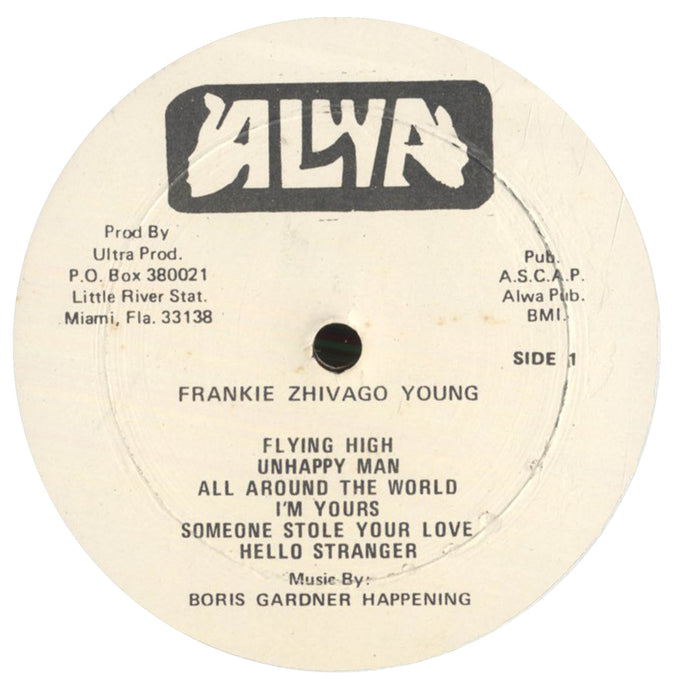 ALWA
Prod By
Ultra Prod.
P.O. Box 380021
Little River Stat.
Miami, Fla. 33138
Pub.
A.S.C.A.P.
Alwa Pub.
BMI.
SIDE 1
FRANKIE ZHIVAGO YOUNG
FLYING HIGH
UNHAPPY MAN
ALL AROUND THE WORLD
I'M YOURS
SOMEONE STOLE YOUR LOVE
HELLO STRANGER
Music By:
BORIS GARDNER HAPPENING